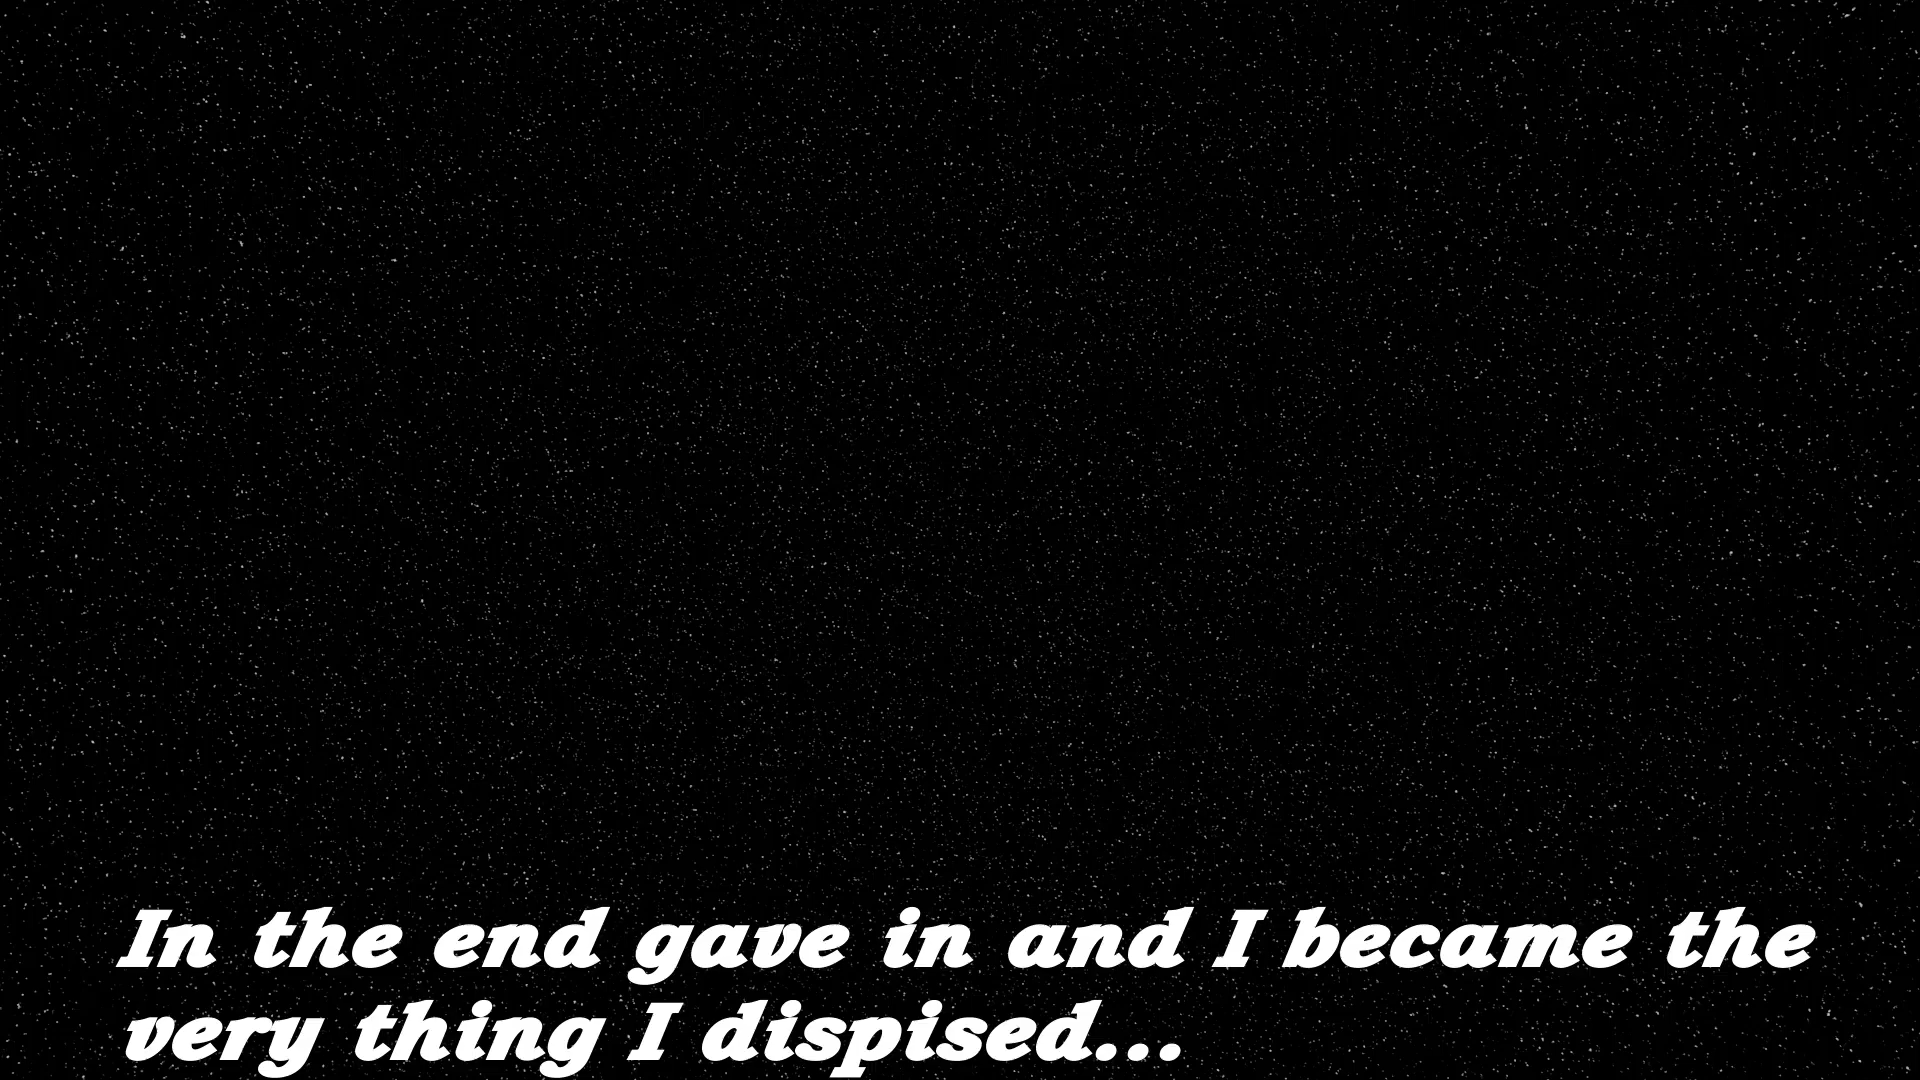 In the end gave in and I became the
very thing I dispised...